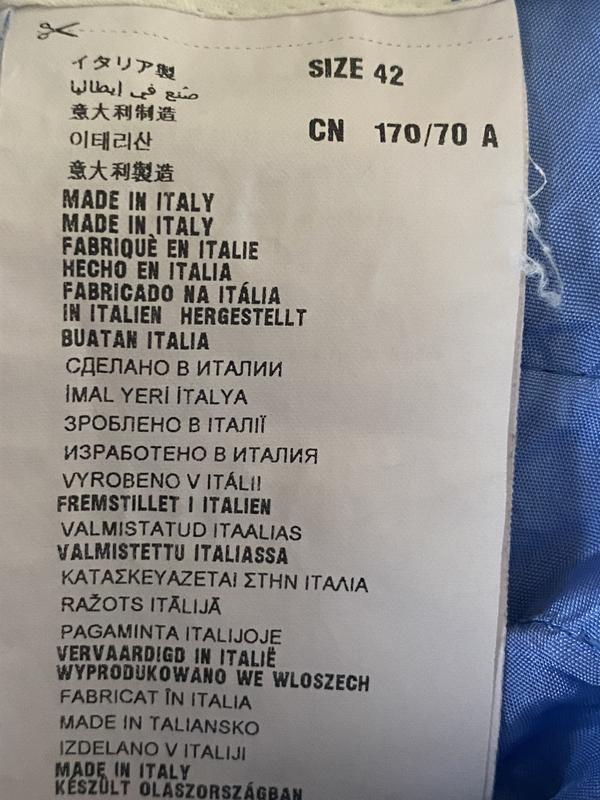 イタリア製
صنع في إيطاليا
意大利制造
이태리산
意大利製造
MADE IN ITALY
MADE IN ITALY
FABRIQUÈ EN ITALIE
HECHO EN ITALIA
FABRICADO NA ITÁLIA
IN ITALIEN HERGESTELLT
BUATAN ITALIA
СДЕЛАНО В ИТАЛИИ
İMAL YERİ İTALYA
ЗРОБЛЕНО В ІТАЛІЇ
ИЗРАБОТЕНО В ИТАЛИЯ
VYROBENO V ITÁLII
FREMSTILLET I ITALIEN
VALMISTATUD ITAALIAS
VALMISTETTU ITALIASSA
ΚΑΤΑΣΚΕΥΑΖΕΤΑΙ ΣΤΗΝ ΙΤΑΛΙΑ
RAŽOTS ITĀLIJĀ
PAGAMINTA ITALIJOJE
VERVAARDIGD IN ITALIË
WYPRODUKOWANO WE WLOSZECH
FABRICAT ÎN ITALIA
MADE IN TALIANSKO
IZDELANO V ITALIJI
MADE IN ITALY
KÉSZÜLT OLASZORSZÁGBAN
SIZE 42
CN 170/70 A